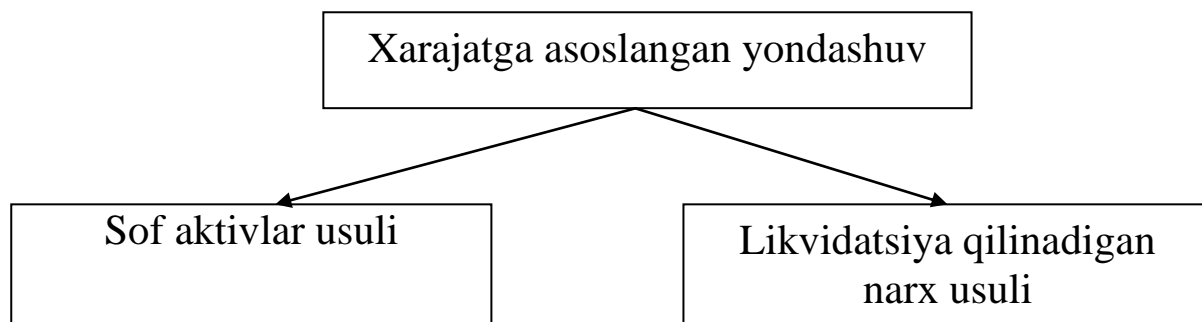 Xarajatga asoslangan yondashuv
Sof aktivlar usuli
Likvidatsiya qilinadigan
narx usuli